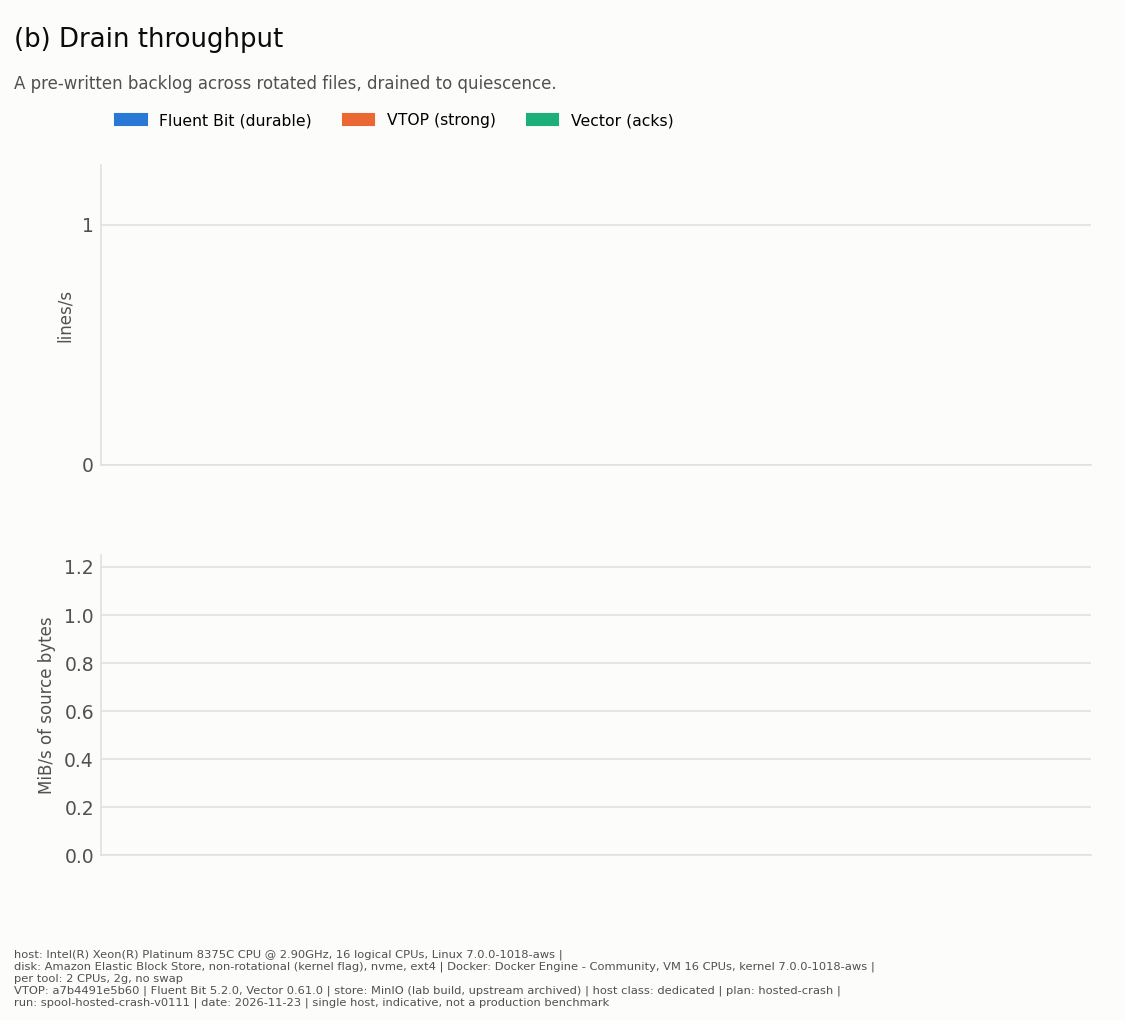 (b) Drain throughput
A pre-written backlog across rotated files, drained to quiescence.
Fluent Bit (durable) VTOP (strong) Vector (acks)
1
lines/s
0
1.2
1.0
0.8
0.6
0.4
0.2
0.0
MiB/s of source bytes
host: Intel(R) Xeon(R) Platinum 8375C CPU @ 2.90GHz, 16 logical CPUs, Linux 7.0.0-1018-aws |
disk: Amazon Elastic Block Store, non-rotational (kernel flag), nvme, ext4 | Docker: Docker Engine - Community, VM 16 CPUs, kernel 7.0.0-1018-aws |
per tool: 2 CPUs, 2g, no swap
VTOP: a7b4491e5b60 | Fluent Bit 5.2.0, Vector 0.61.0 | store: MinIO (lab build, upstream archived) | host class: dedicated | plan: hosted-crash |
run: spool-hosted-crash-v0111 | date: 2026-11-23 | single host, indicative, not a production benchmark